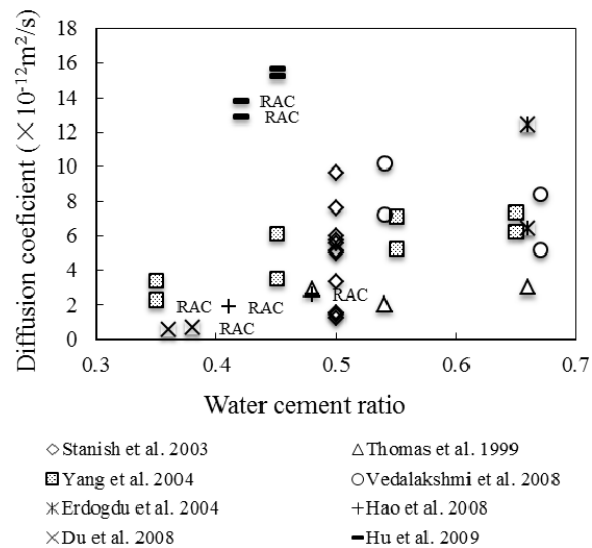 Diffusion coeficient (×10-12m2/s)
18
16
14
12
10
8
6
4
2
0
RAC
RAC
RAC
RAC
RAC
RAC
0.3 0.4 0.5 0.6 0.7
Water cement ratio
◇ Stanish et al. 2003 △ Thomas et al. 1999
Yang et al. 2004 ○ Vedalakshmi et al. 2008
Erdogdu et al. 2004 + Hao et al. 2008
× Du et al. 2008 Hu et al. 2009